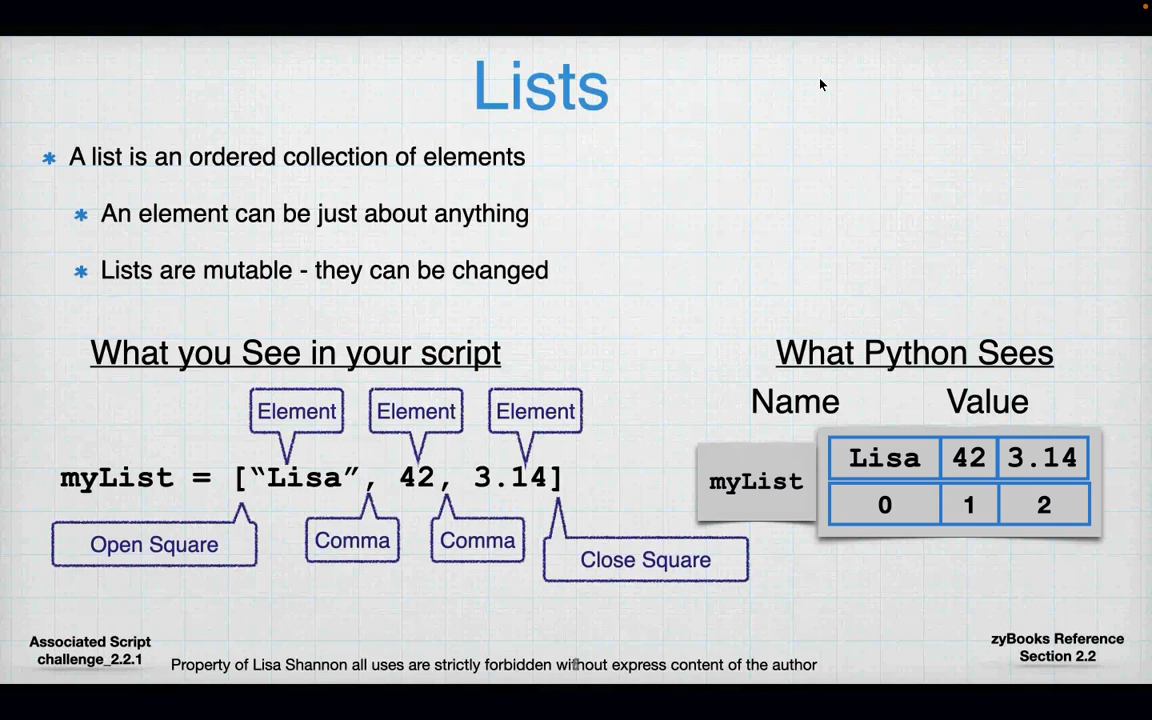 Lists
A list is an ordered collection of elements
An element can be just about anything
Lists are mutable - they can be changed
What you See in your script
What Python Sees
Name Value
Element Element Element
myList = [“Lisa”, 42, 3.14]
Open Square Comma Comma Close Square
myList
Lisa 42 3.14
0 1 2
Associated Script
challenge_2.2.1
Property of Lisa Shannon all uses are strictly forbidden without express content of the author
zyBooks Reference
Section 2.2